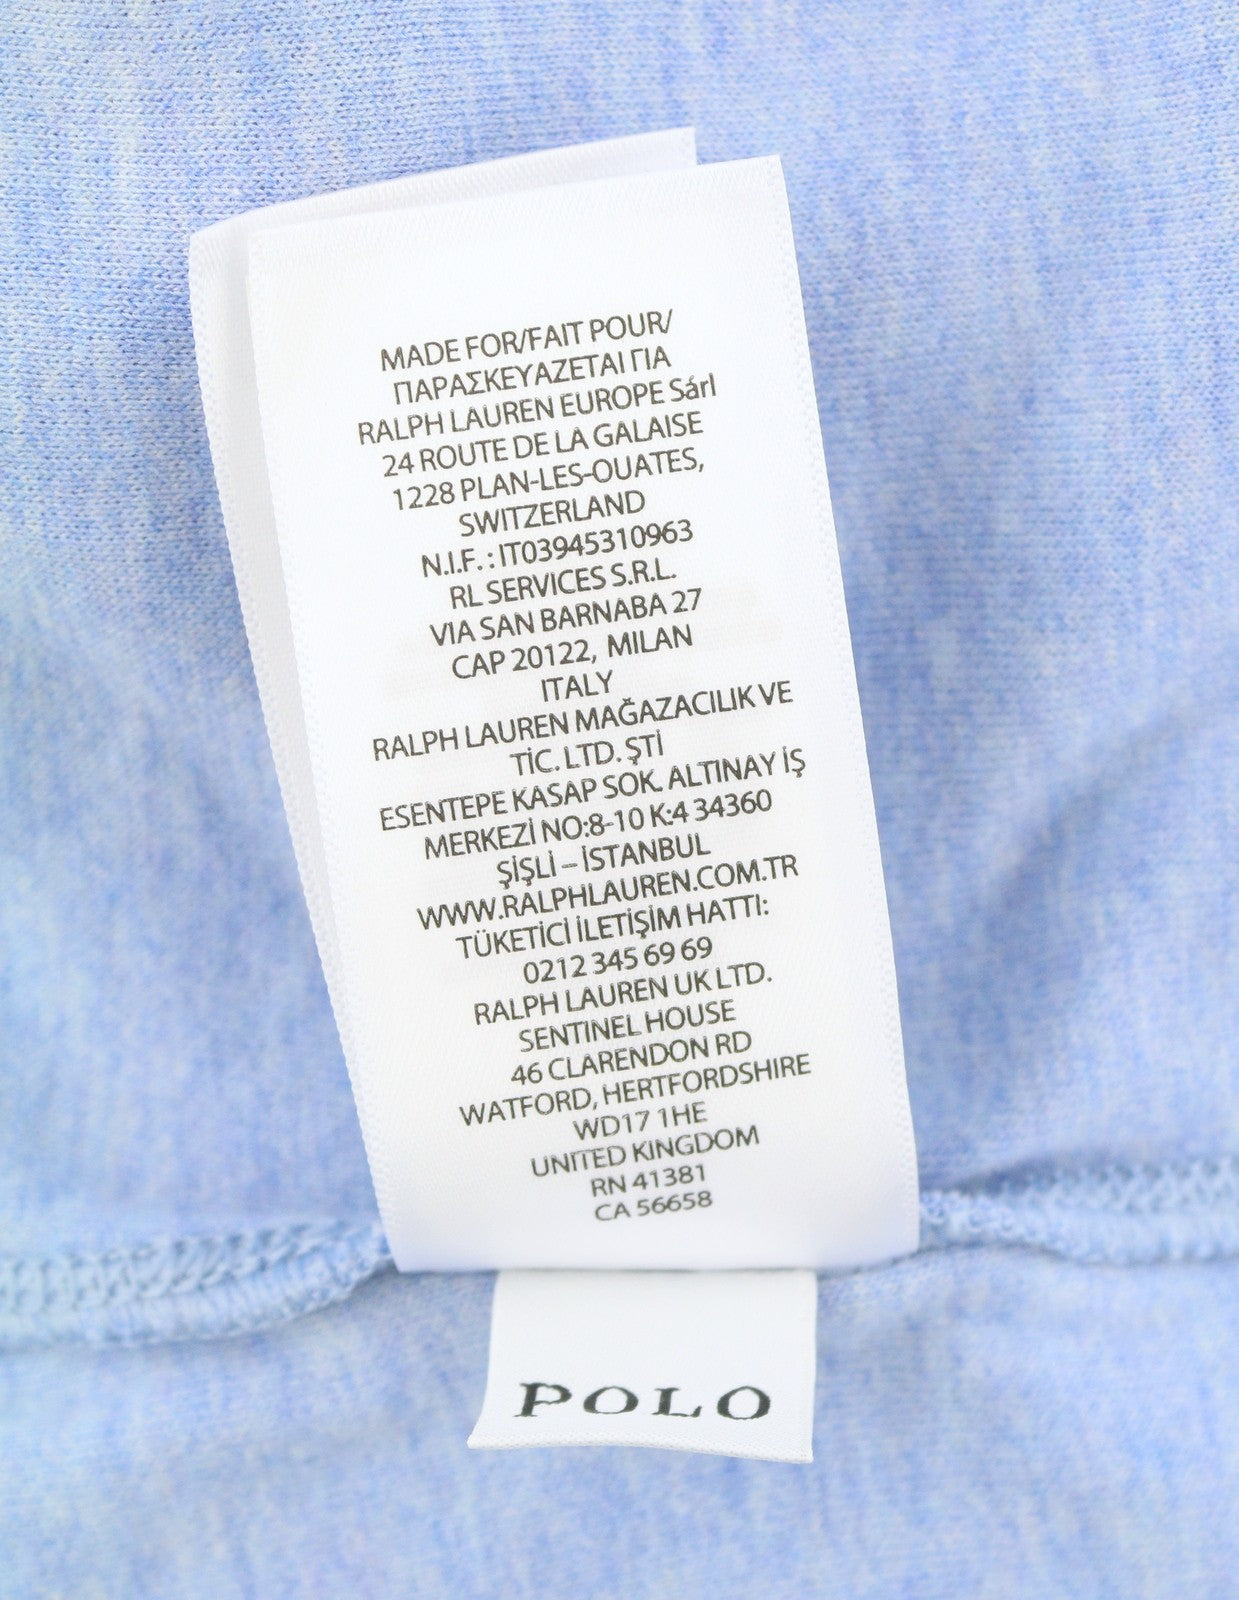 MADE FOR/FAIT POUR/
ΠΑΡΑΣΚΕΥΑΖΕΤΑΙ ΓΙΑ
RALPH LAUREN EUROPE Sárl
24 ROUTE DE LA GALAISE
1228 PLAN-LES-OUATES,
SWITZERLAND
N.I.F. : IT03945310963
RL SERVICES S.R.L.
VIA SAN BARNABA 27
CAP 20122, MILAN
ITALY
RALPH LAUREN MAĞAZACILIK VE
TİC. LTD. ŞTİ
ESENTEPE KASAP SOK. ALTINAY İŞ
MERKEZİ NO:8-10 K:4 34360
ŞİŞLİ – İSTANBUL
WWW.RALPHLAUREN.COM.TR
TÜKETİCİ İLETİŞİM HATTI:
0212 345 69 69
RALPH LAUREN UK LTD.
SENTINEL HOUSE
46 CLARENDON RD
WATFORD, HERTFORDSHIRE
WD17 1HE
UNITED KINGDOM
RN 41381
CA 56658
POLO